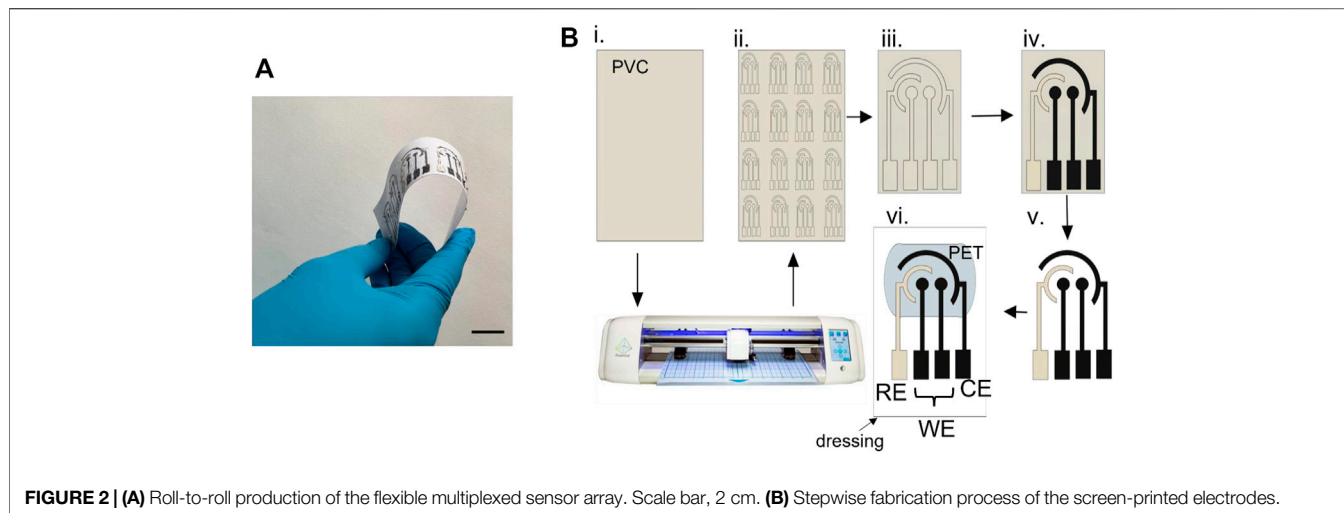 A
B
i.
PVC
ii.
iii.
iv.
v.
vi.
PET
RE
CE
WE
dressing
FIGURE 2 | (A) Roll-to-roll production of the flexible multiplexed sensor array. Scale bar, 2 cm. (B) Stepwise fabrication process of the screen-printed electrodes.